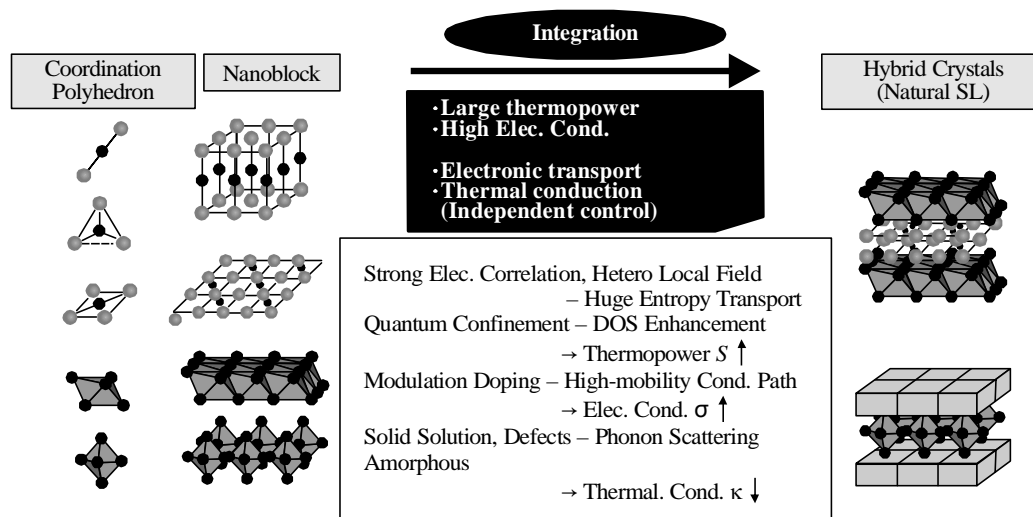 Integration
Coordination
Polyhedron
Nanoblock
Hybrid Crystals
(Natural SL)
·Large thermopower
·High Elec. Cond.
·Electronic transport
·Thermal conduction
(Independent control)
Strong Elec. Correlation, Hetero Local Field
– Huge Entropy Transport
Quantum Confinement – DOS Enhancement
→ Thermopower S ↑
Modulation Doping – High-mobility Cond. Path
→ Elec. Cond. σ ↑
Solid Solution, Defects – Phonon Scattering
Amorphous
→ Thermal. Cond. κ ↓